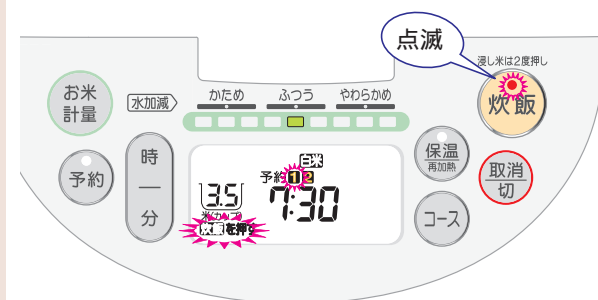 点滅
浸し米は2度押し
炊飯
お米
計量
水加減
かため ふつう やわらかめ
予約
時
分
白米
予約 1 2
3.5
米(カップ)
7:30
炊飯を押す
保温
再加熱
取消
切
コース